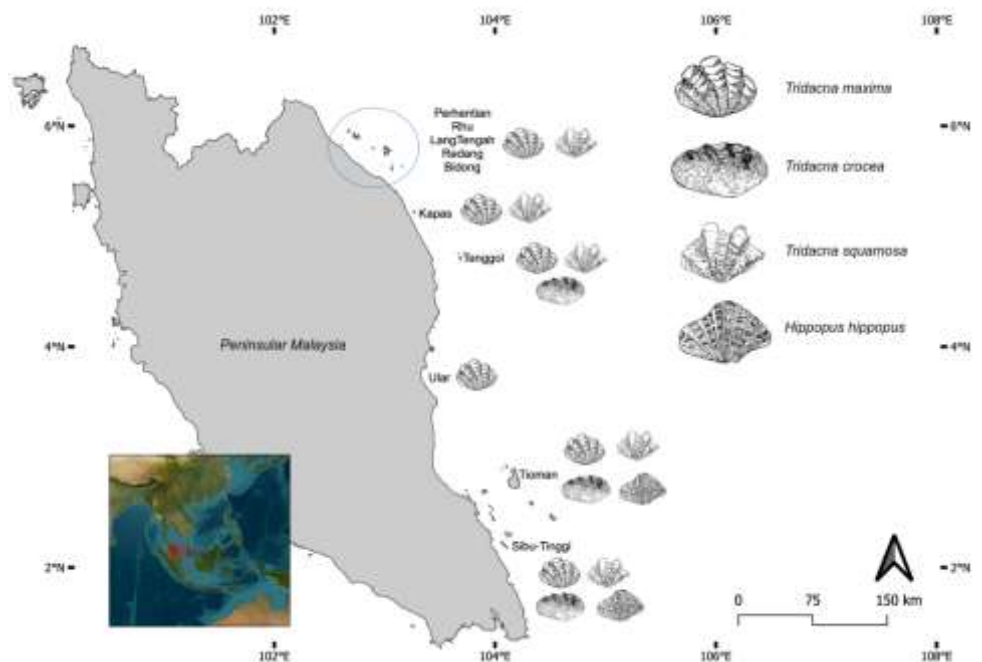 102°E
104°E
106°E
108°E
6°N
6°N
4°N
4°N
2°N
2°N
Perhentian
Rhu
LangTengah
Redang
Bidong
Kapas
Tenggol
Peninsular Malaysia
Ular
Tioman
Sibu-Tinggi
Tridacna maxima
Tridacna crocea
Tridacna squamosa
Hippopus hippopus
0 75 150 km
102°E
104°E
106°E
108°E